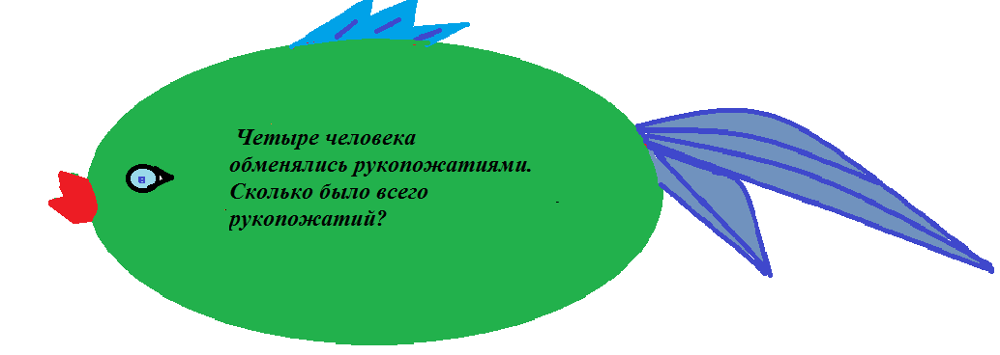 Четыре человека
обменялись рукопожатиями.
Сколько было всего
рукопожатий?